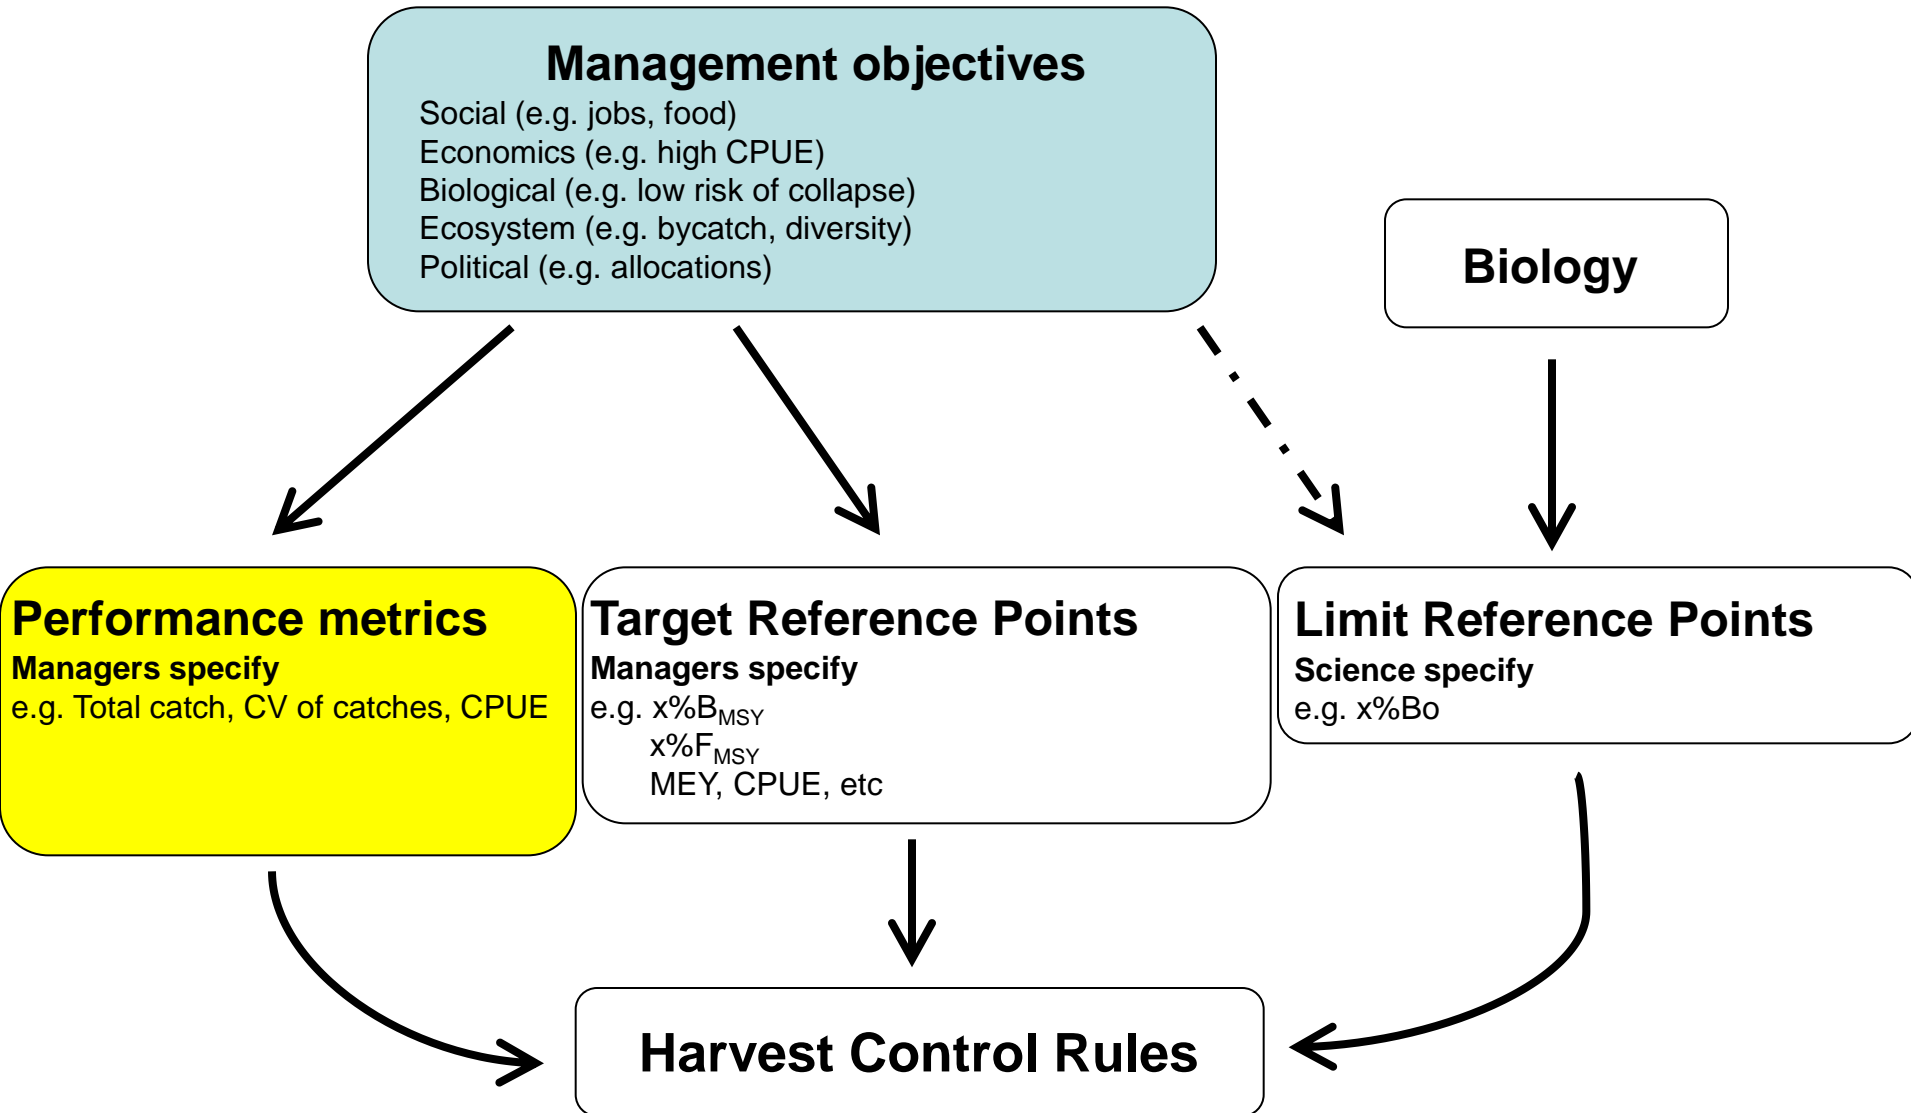 Management objectives
Social (e.g. jobs, food)
Economics (e.g. high CPUE)
Biological (e.g. low risk of collapse)
Ecosystem (e.g. bycatch, diversity)
Political (e.g. allocations)
Biology
Performance metrics
Managers specify
e.g. Total catch, CV of catches, CPUE
Target Reference Points
Managers specify
e.g. x%BMSY
x%FMSY
MEY, CPUE, etc
Limit Reference Points
Science specify
e.g. x%Bo
Harvest Control Rules